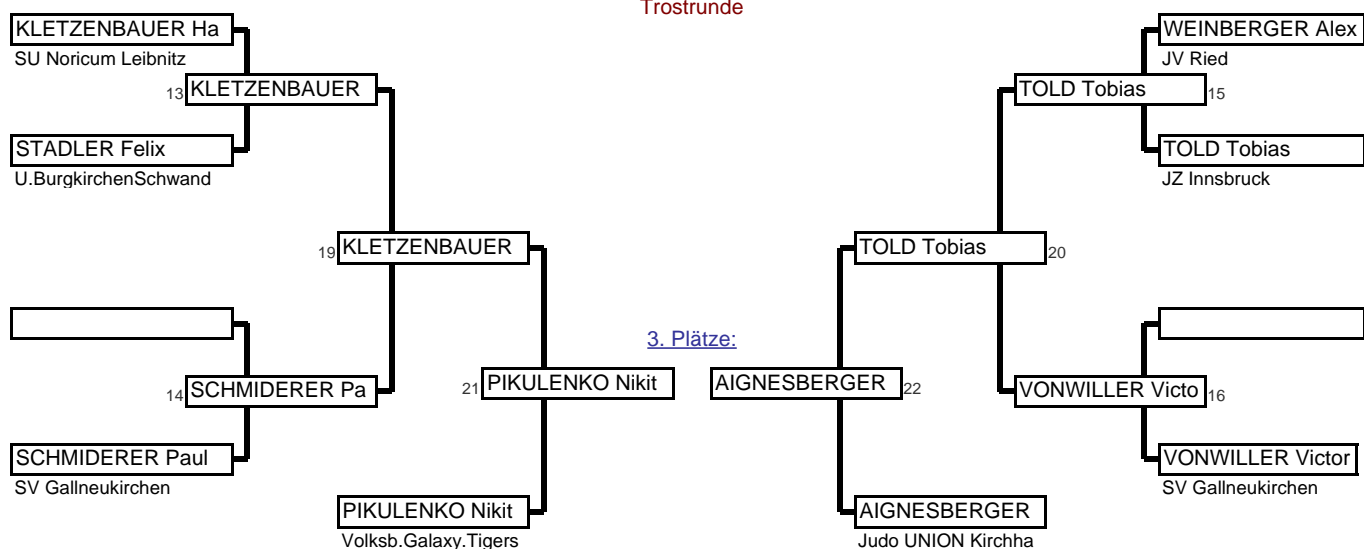 Trostrunde
KLETZENBAUER Ha
SU Noricum Leibnitz
13 KLETZENBAUER
STADLER Felix
U.BurgkirchenSchwand
19 KLETZENBAUER
14 SCHMIDERER Pa
SCHMIDERER Paul
SV Gallneukirchen
21 PIKULENKO Nikit
PIKULENKO Nikit
Volksb.Galaxy.Tigers
3. Plätze:
WEINBERGER Alex
JV Ried
TOLD Tobias 15
TOLD Tobias
JZ Innsbruck
TOLD Tobias 20
AIGNESBERGER 22
VONWILLER Victo 16
VONWILLER Victor
SV Gallneukirchen
AIGNESBERGER
Judo UNION Kirchha